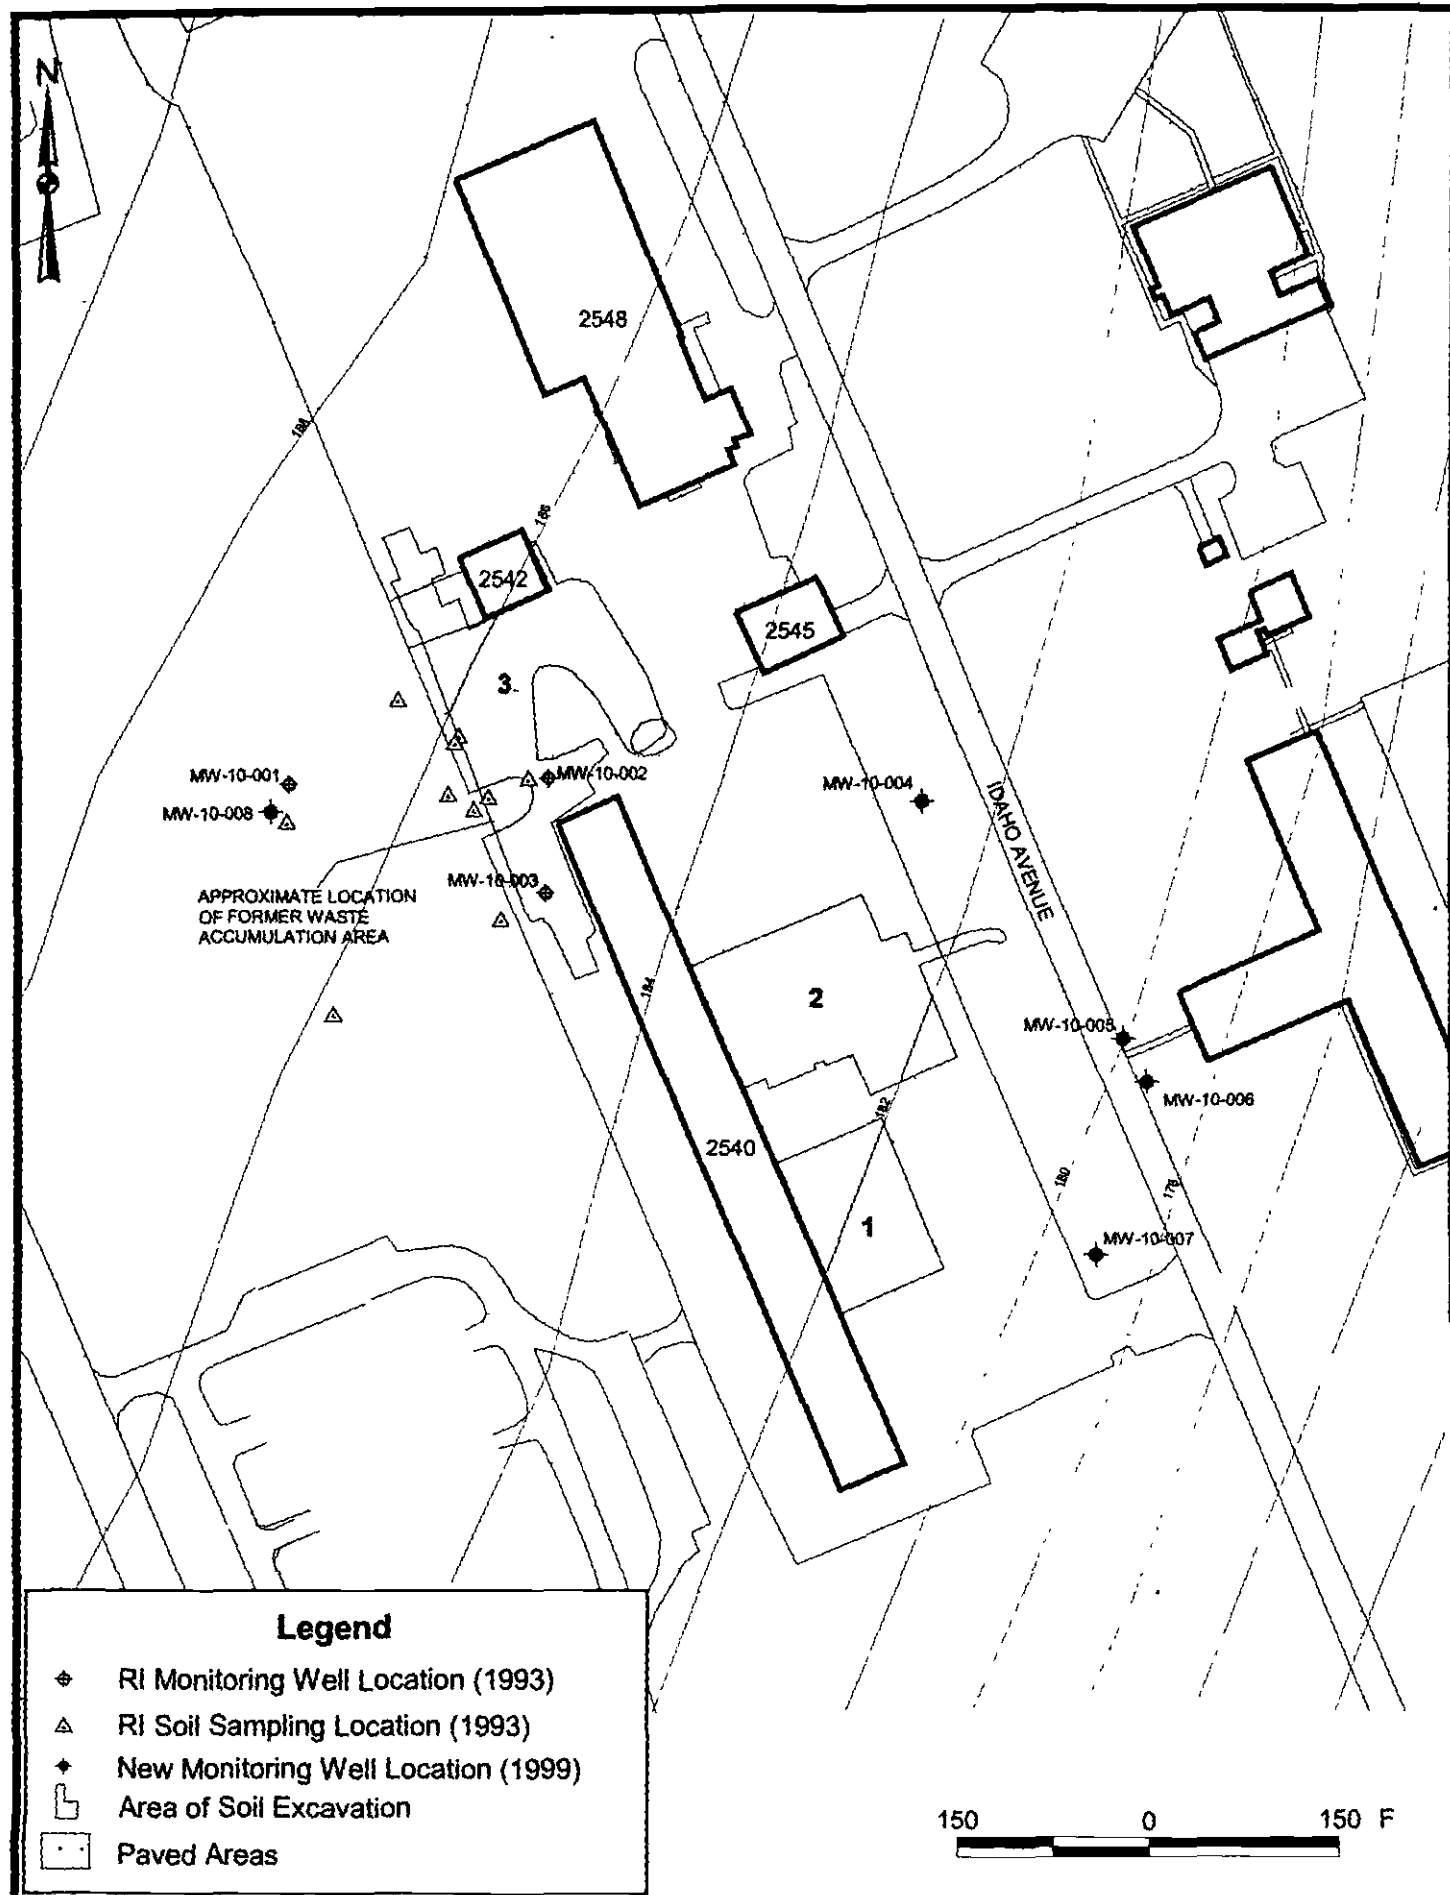 N
2548
188
186
2542
2545
3
MW-10-001
MW-10-002
MW-10-004
MW-10-008
IDAHO AVENUE
MW-10-003
APPROXIMATE LOCATION
OF FORMER WASTE
ACCUMULATION AREA
184
2
MW-10-005
MW-10-006
182
2540
180
178
1
MW-10-007
Legend
RI Monitoring Well Location (1993)
RI Soil Sampling Location (1993)
New Monitoring Well Location (1999)
Area of Soil Excavation
Paved Areas
150 0 150 F